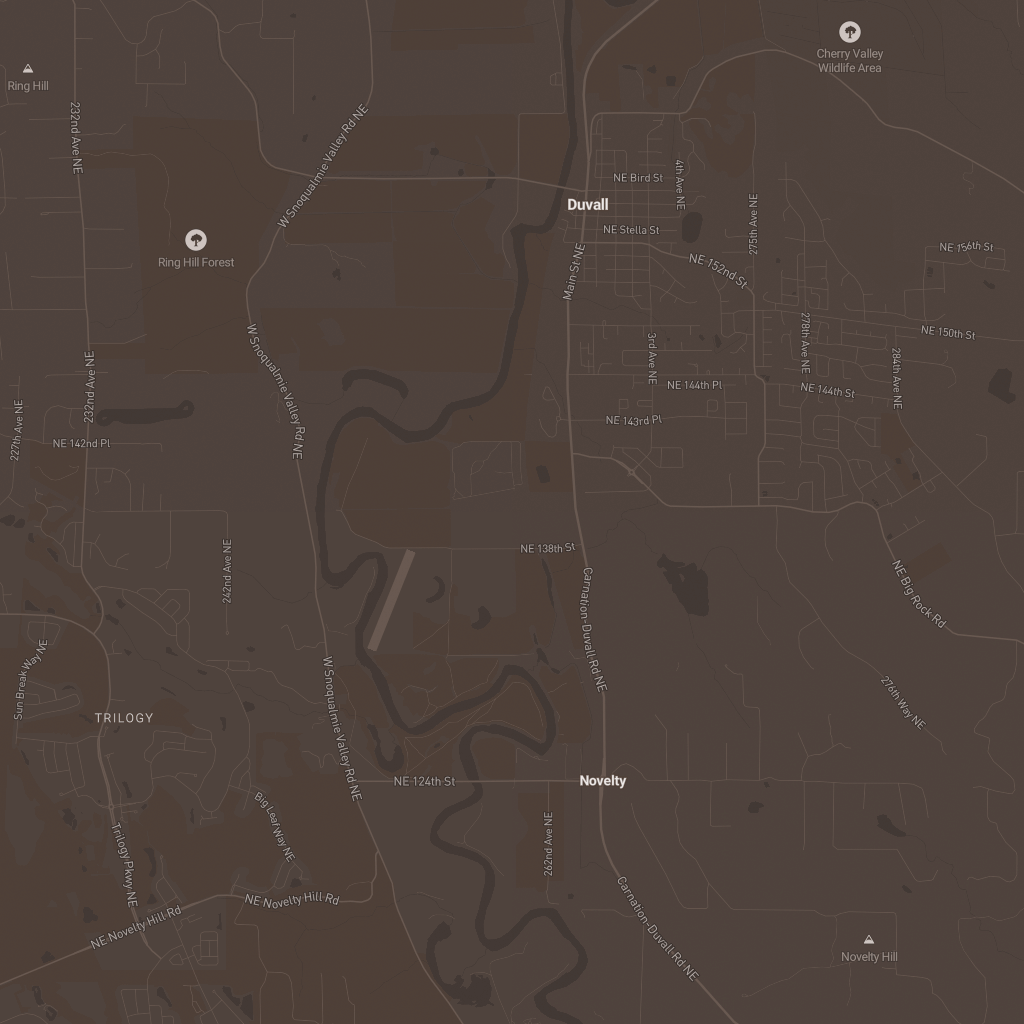 Cherry Valley
Wildlife Area
Ring Hill
232nd Ave NE
W Snoqualmie Valley Rd NE
NE Bird St
4th Ave NE
Duvall
NE Stella St
275th Ave NE
NE 156th St
Ring Hill Forest
Main St NE
NE 152nd St
NE 150th St
278th Ave NE
3rd Ave NE
W Snoqualmie Valley Rd NE
232nd Ave NE
284th Ave NE
NE 144th Pl
NE 144th St
227th Ave NE
NE 142nd Pl
NE 143rd Pl
NE 138th St
242nd Ave NE
NE Big Rock Rd
Carnation-Duvall Rd NE
Sun Break Way NE
W Snoqualmie Valley Rd NE
276th Way NE
TRILOGY
NE 124th St
Novelty
Big Leaf Way NE
262nd Ave NE
Trilogy Pkwy NE
NE Novelty Hill Rd
NE Novelty Hill Rd
Carnation-Duvall Rd NE
Novelty Hill